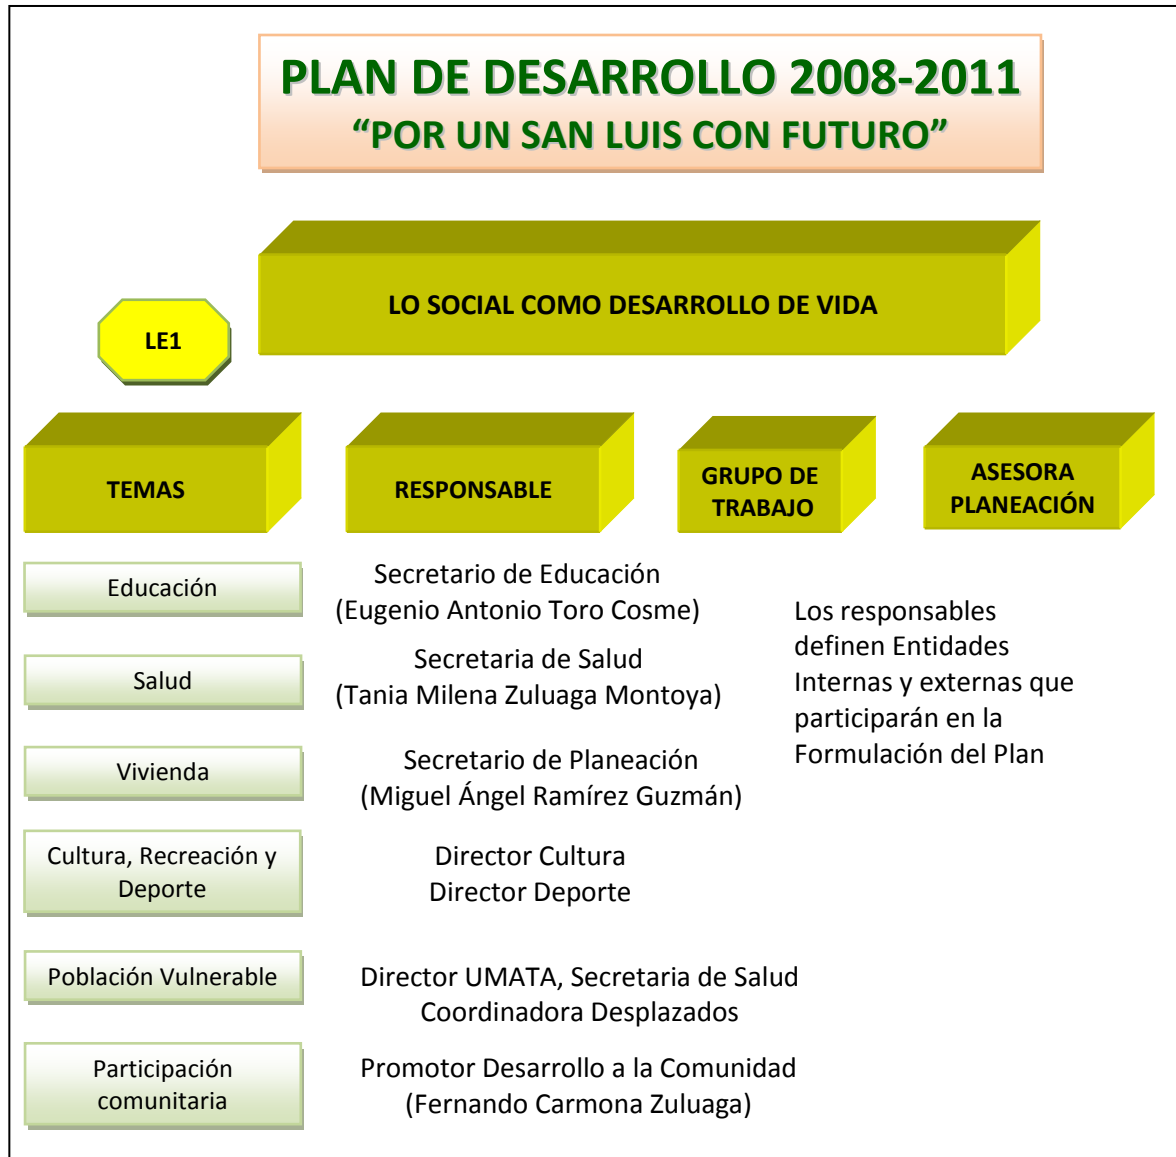 PLAN DE DESARROLLO 2008-2011
“POR UN SAN LUIS CON FUTURO”
LO SOCIAL COMO DESARROLLO DE VIDA
LE1
TEMAS
RESPONSABLE
GRUPO DE
TRABAJO
ASESORA
PLANEACIÓN
Educación
Secretario de Educación
(Eugenio Antonio Toro Cosme)
Los responsables
definen Entidades
Internas y externas que
participarán en la
Formulación del Plan
Salud
Secretaria de Salud
(Tania Milena Zuluaga Montoya)
Vivienda
Secretario de Planeación
(Miguel Ángel Ramírez Guzmán)
Cultura, Recreación y
Deporte
Director Cultura
Director Deporte
Población Vulnerable
Director UMATA, Secretaria de Salud
Coordinadora Desplazados
Participación
comunitaria
Promotor Desarrollo a la Comunidad
(Fernando Carmona Zuluaga)